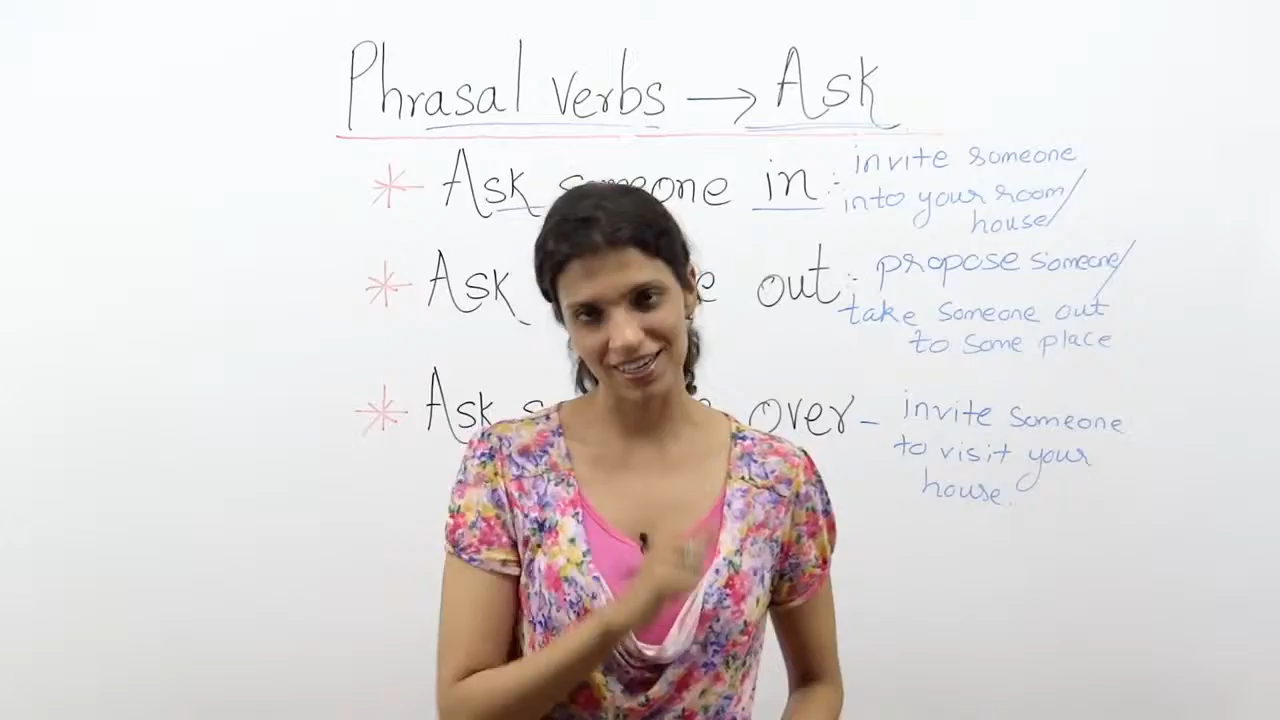 Phrasal verbs → Ask
* Ask someone in : invite someone
into your room/
house/
* Ask out : propose someone/
take someone out
to some place
* Ask over – invite someone
to visit your
house.